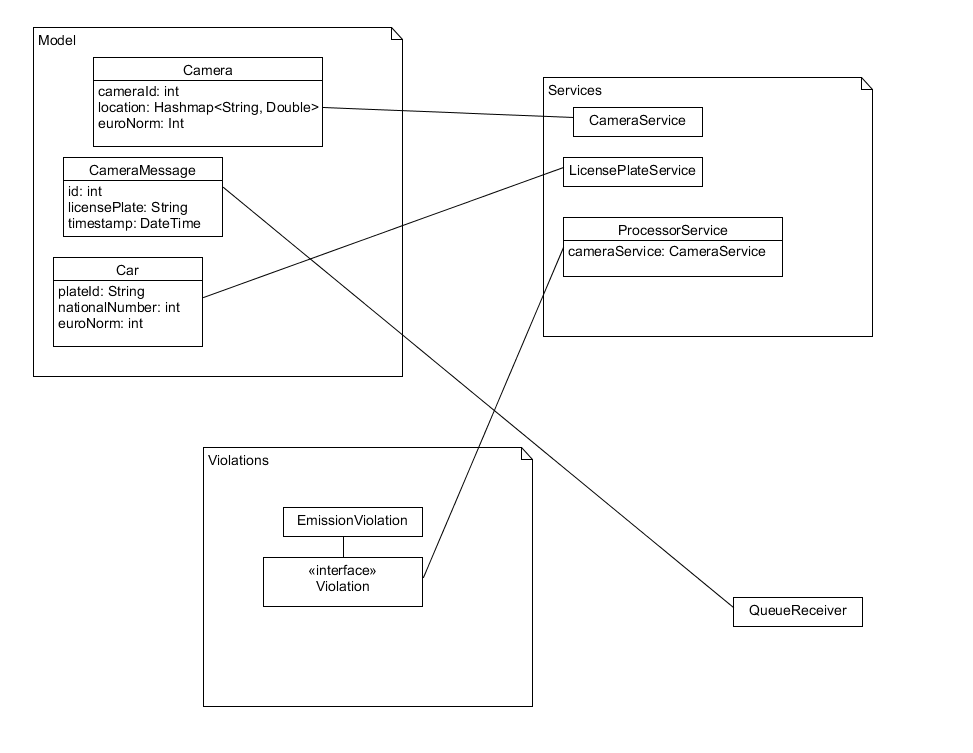 Model
Camera
cameraId: int
location: Hashmap<String, Double>
euroNorm: Int
CameraMessage
id: int
licensePlate: String
timestamp: DateTime
Car
plateId: String
nationalNumber: int
euroNorm: int
Services
CameraService
LicensePlateService
ProcessorService
cameraService: CameraService
Violations
EmissionViolation
«interface»
Violation
QueueReceiver